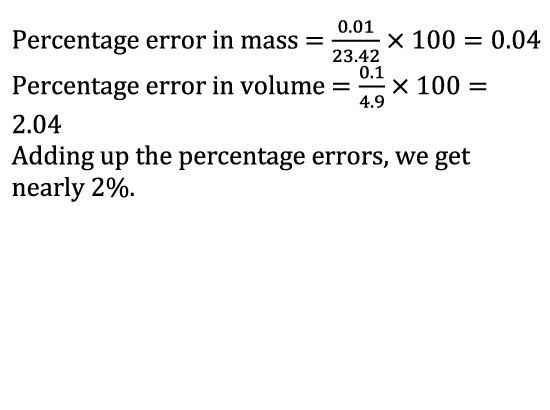 Percentage error in mass = 0.01/23.42 × 100 = 0.04
Percentage error in volume = 0.1/4.9 × 100 =
2.04
Adding up the percentage errors, we get
nearly 2%.